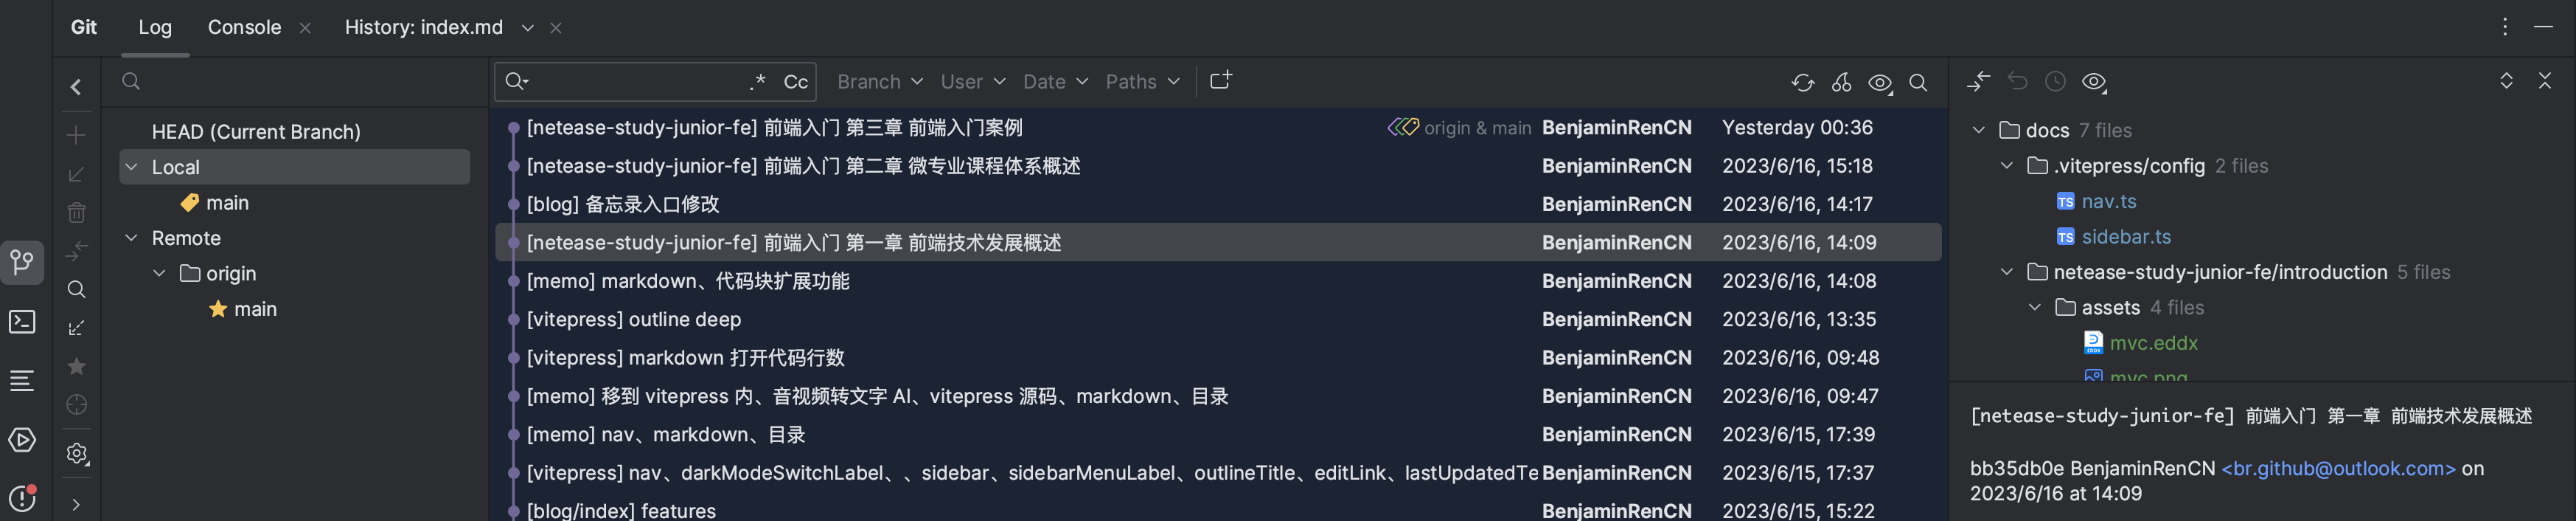 Git Log Console History: index.md
.* Cc Branch User Date Paths
HEAD (Current Branch)
Local
main
Remote
origin
main
[netease-study-junior-fe] 前端入门 第三章 前端入门案例 origin & main BenjaminRenCN Yesterday 00:36
[netease-study-junior-fe] 前端入门 第二章 微专业课程体系概述 BenjaminRenCN 2023/6/16, 15:18
[blog] 备忘录入口修改 BenjaminRenCN 2023/6/16, 14:17
[netease-study-junior-fe] 前端入门 第一章 前端技术发展概述 BenjaminRenCN 2023/6/16, 14:09
[memo] markdown、代码块扩展功能 BenjaminRenCN 2023/6/16, 14:08
[vitepress] outline deep BenjaminRenCN 2023/6/16, 13:35
[vitepress] markdown 打开代码行数 BenjaminRenCN 2023/6/16, 09:48
[memo] 移到 vitepress 内、音视频转文字 AI、vitepress 源码、markdown、目录 BenjaminRenCN 2023/6/16, 09:47
[memo] nav、markdown、目录 BenjaminRenCN 2023/6/15, 17:39
[vitepress] nav、darkModeSwitchLabel、、sidebar、sidebarMenuLabel、outlineTitle、editLink、lastUpdatedTe BenjaminRenCN 2023/6/15, 17:37
[blog/index] features BenjaminRenCN 2023/6/15, 15:22
docs 7 files
.vitepress/config 2 files
TS nav.ts
TS sidebar.ts
netease-study-junior-fe/introduction 5 files
assets 4 files
mvc.eddx
mvc.png
[netease-study-junior-fe] 前端入门 第一章 前端技术发展概述
bb35db0e BenjaminRenCN <br.github@outlook.com> on
2023/6/16 at 14:09